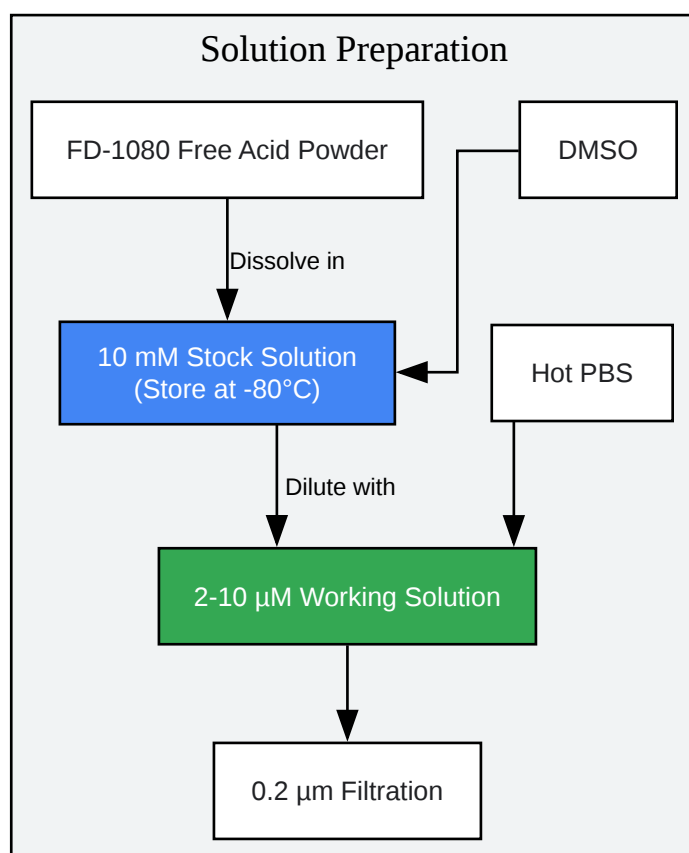 Solution Preparation
FD-1080 Free Acid Powder
DMSO
Dissolve in
10 mM Stock Solution
(Store at -80°C)
Hot PBS
Dilute with
2-10 µM Working Solution
0.2 µm Filtration